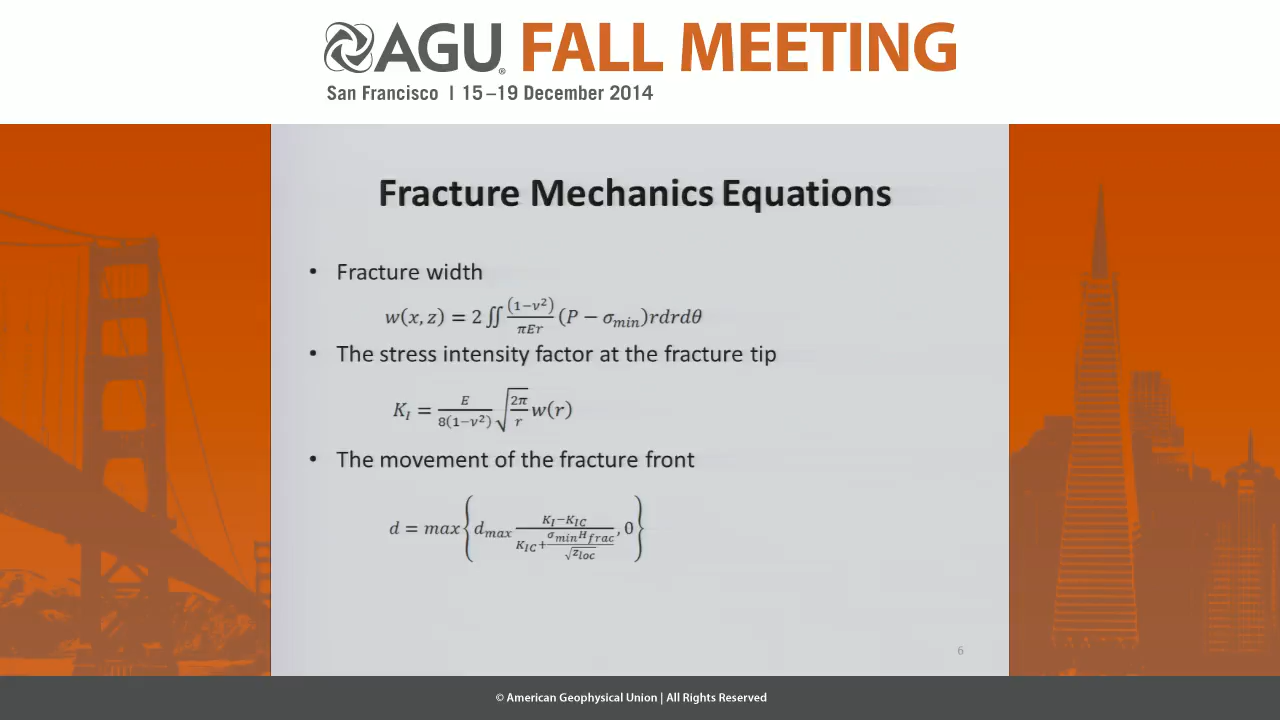 AGU FALL MEETING
San Francisco | 15–19 December 2014
Fracture Mechanics Equations
• Fracture width
w(x, z) = 2 ∬ (1−ν²)/(πEr) (P − σ_min) r dr dθ
• The stress intensity factor at the fracture tip
K_I = E/(8(1−ν²)) √(2π/r) w(r)
• The movement of the fracture front
d = max{d_max (K_I−K_IC)/(K_IC+(σ_min H_frac)/√z_loc), 0}
6
© American Geophysical Union | All Rights Reserved